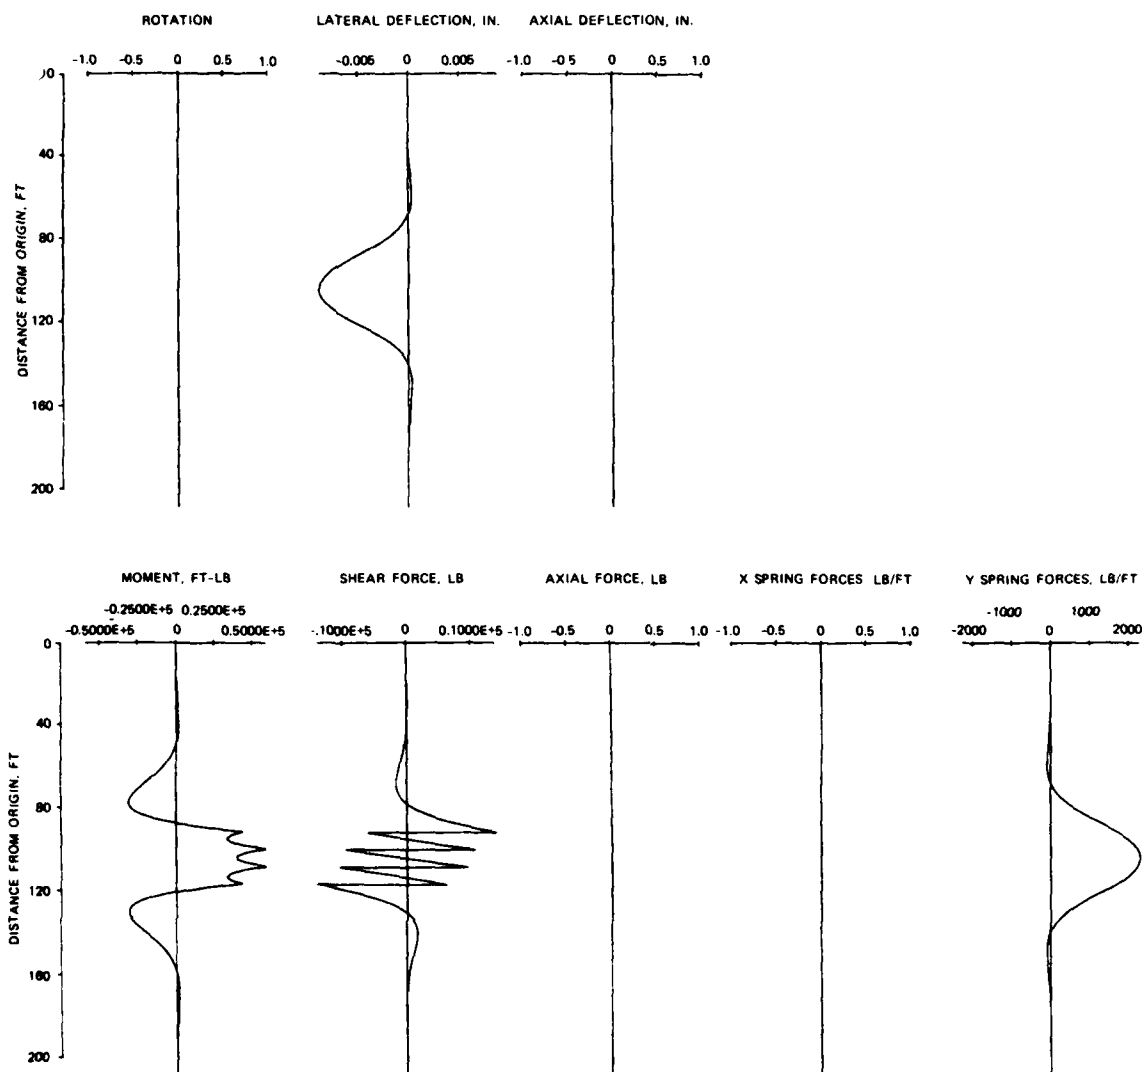 ROTATION
LATERAL DEFLECTION, IN.
AXIAL DEFLECTION, IN.
-1.0 -0.5 0 0.5 1.0
-0.005 0 0.005
-1.0 -0 5 0 0.5 1.0
0
40
80
120
160
200
DISTANCE FROM ORIGIN, FT
MOMENT, FT-LB
SHEAR FORCE, LB
AXIAL FORCE, LB
X SPRING FORCES LB/FT
Y SPRING FORCES, LB/FT
-0.2500E+5 0.2500E+5
-1000 1000
-0.5000E+5 0 0.5000E+5
-.1000E+5 0 0.1000E+5
-1.0 -0.5 0 0.5 1.0
-1.0 -0.5 0 0.5 1.0
-2000 0 2000
0
40
80
120
160
200
DISTANCE FROM ORIGIN, FT